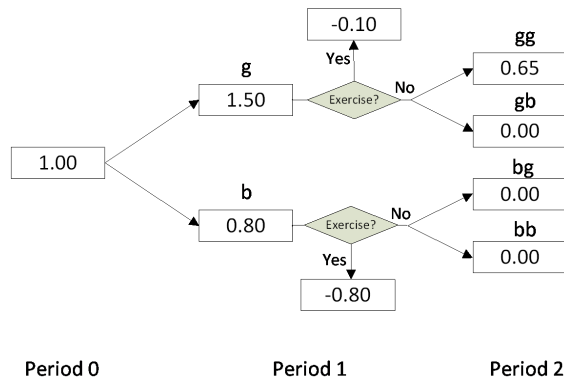 -0.10
gg
Yes
g
No
0.65
1.50
Exercise?
gb
0.00
1.00
bg
b
No
0.00
0.80
Exercise?
bb
Yes
0.00
-0.80
Period 0 Period 1 Period 2